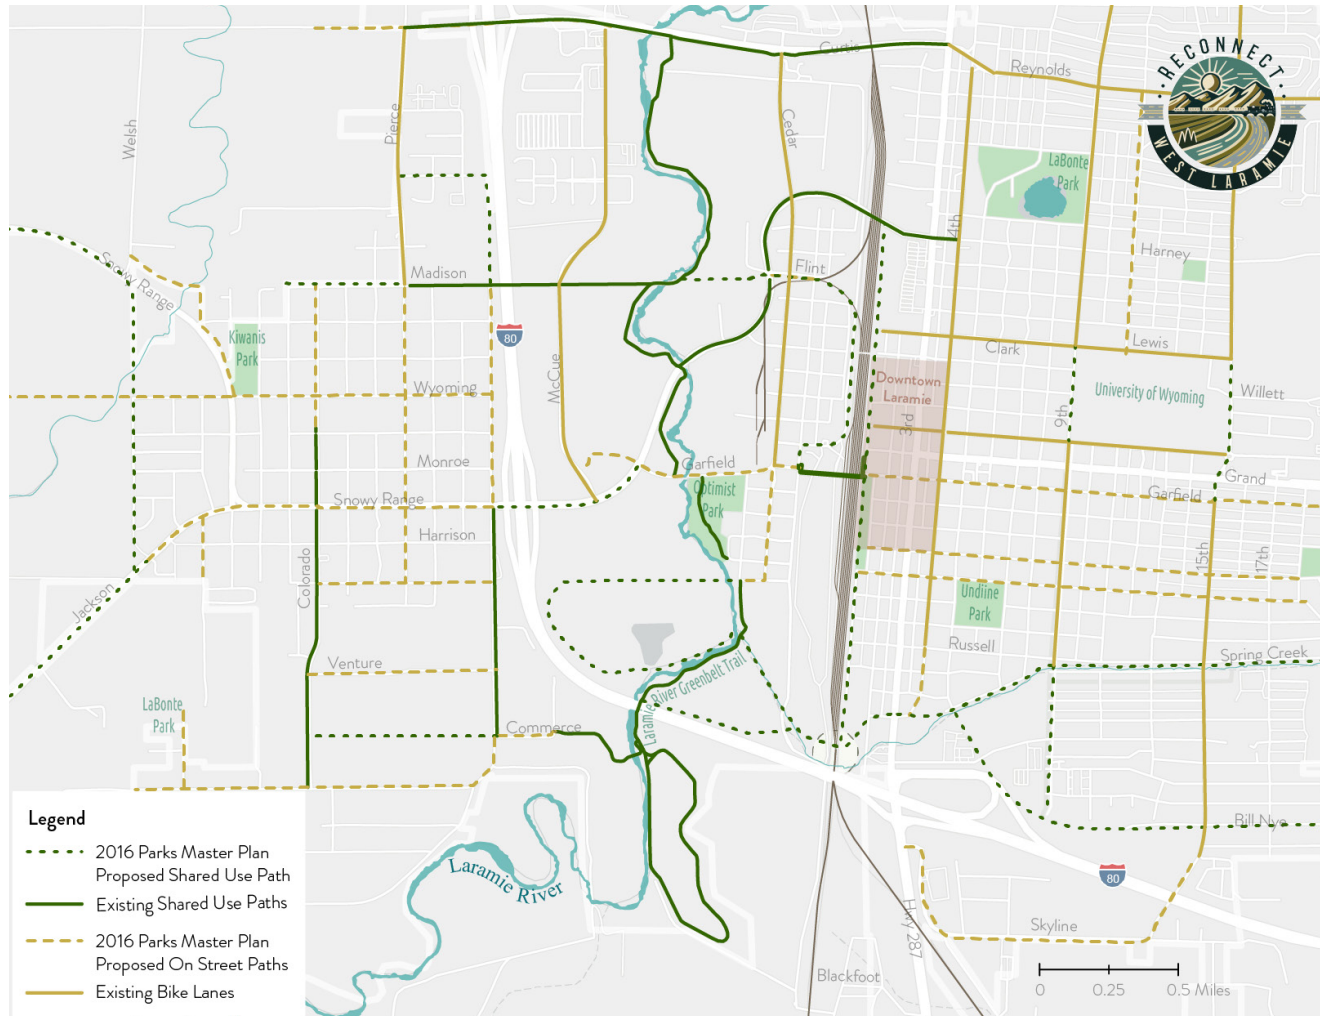 RECONNECT
WEST LARAMIE
Curtis
Reynolds
Pierce
Welsh
Cedar
LaBonte
Park
4th
Harney
Snowy Range
Madison
Flint
80
Kiwanis
Park
Clark
Lewis
McCue
Wyoming
Downtown
Laramie
3rd
9th
University of Wyoming
Willett
Monroe
Garfield
Grand
Snowy Range
Optimist
Park
Garfield
Harrison
Colorado
15th
17th
Jackson
Undiine
Park
Russell
Spring Creek
Venture
Laramie River Greenbelt Trail
LaBonte
Park
Commerce
Bill Nye
80
Laramie River
Hwy 287
Skyline
Blackfoot
0 0.25 0.5 Miles
Legend
2016 Parks Master Plan
Proposed Shared Use Path
Existing Shared Use Paths
2016 Parks Master Plan
Proposed On Street Paths
Existing Bike Lanes